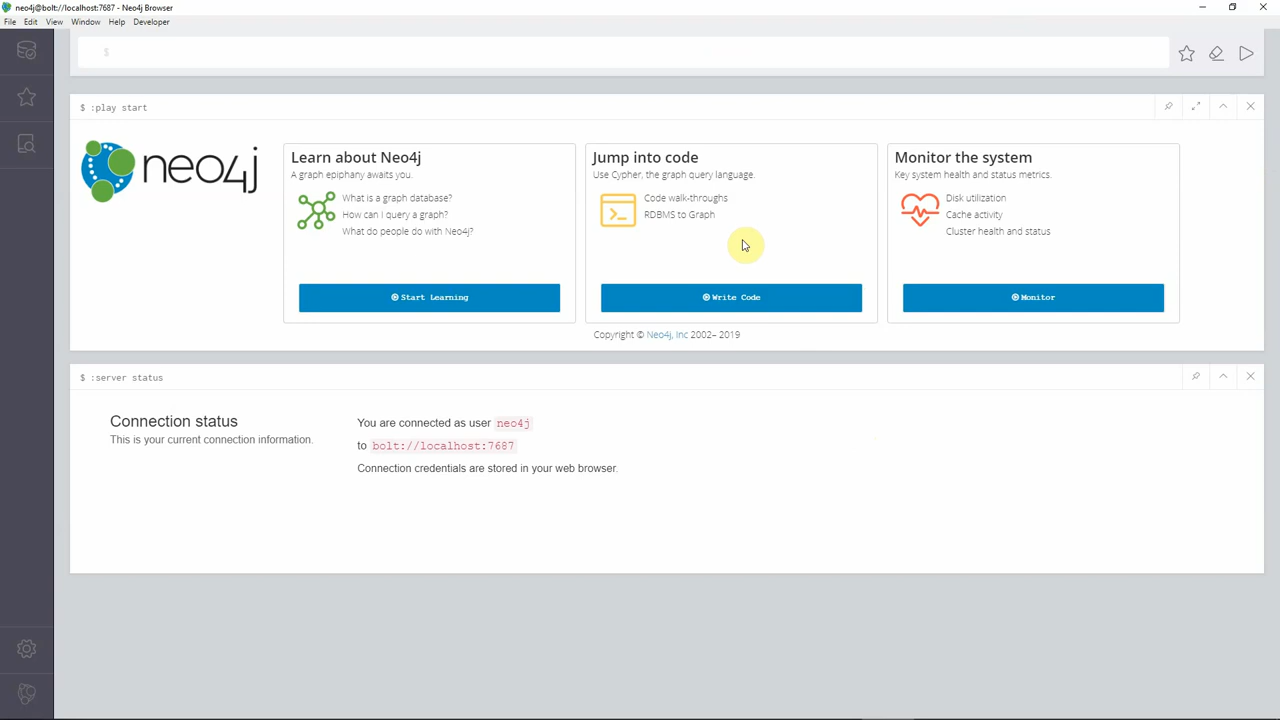 neo4j@bolt://localhost:7687 - Neo4j Browser
File Edit View Window Help Developer
$
$ :play start
neo4j
Learn about Neo4j
A graph epiphany awaits you.
What is a graph database?
How can I query a graph?
What do people do with Neo4j?
Start Learning
Jump into code
Use Cypher, the graph query language.
Code walk-throughs
RDBMS to Graph
Write Code
Monitor the system
Key system health and status metrics.
Disk utilization
Cache activity
Cluster health and status
Monitor
Copyright © Neo4j, Inc 2002– 2019
$ :server status
Connection status
This is your current connection information.
You are connected as user neo4j
to bolt://localhost:7687
Connection credentials are stored in your web browser.